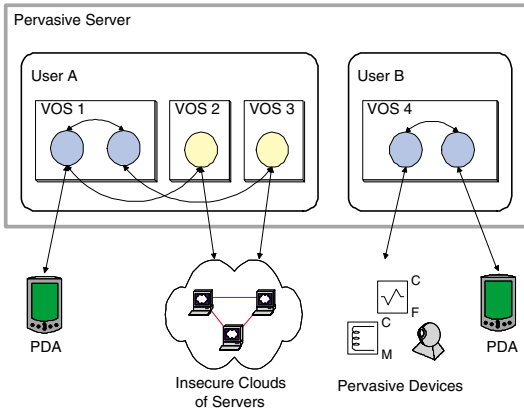 Pervasive Server
User A
User B
VOS 1
VOS 2
VOS 3
VOS 4
C
F
C
M
PDA
PDA
Insecure Clouds
of Servers
Pervasive Devices